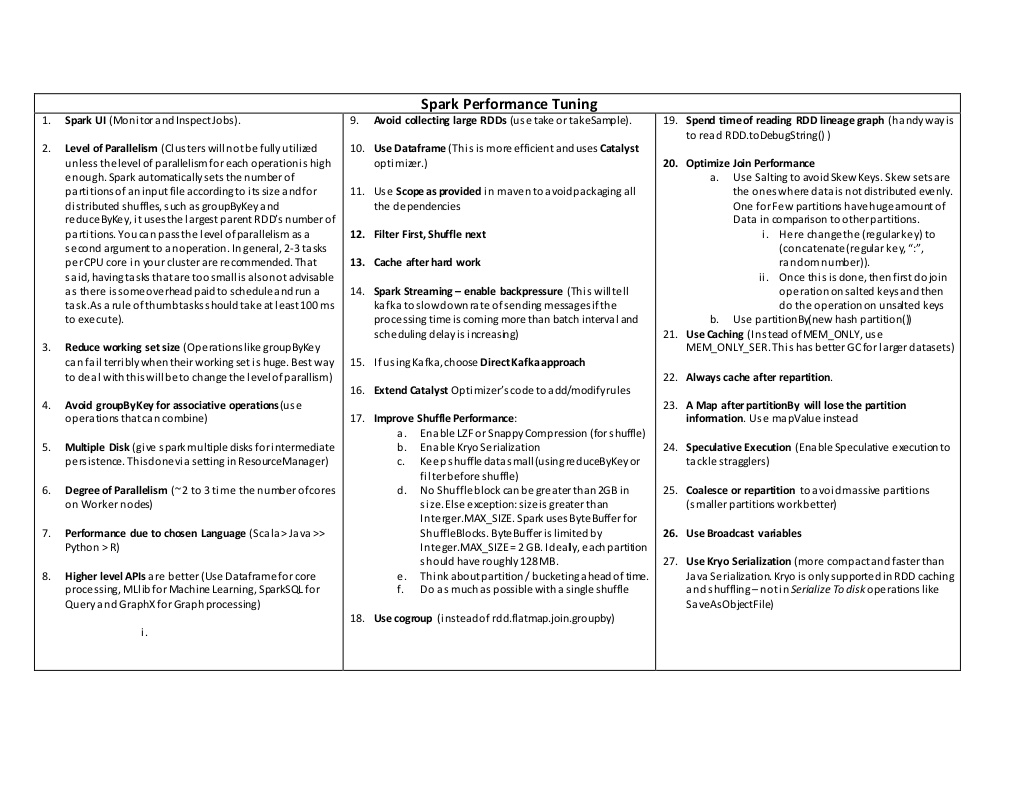 Spark Performance Tuning
1. Spark UI (Monitor and Inspect Jobs).
2. Level of Parallelism (Clusters will not be fully utilized
unless the level of parallelism for each operation is high
enough. Spark automatically sets the number of
partitions of an input file according to its size and for
distributed shuffles, such as groupByKey and
reduceByKey, it uses the largest parent RDD's number of
partitions. You can pass the level of parallelism as a
second argument to an operation. In general, 2-3 tasks
per CPU core in your cluster are recommended. That
said, having tasks that are too small is also not advisable
as there is some overhead paid to schedule and run a
task. As a rule of thumb tasks should take at least 100 ms
to execute).
3. Reduce working set size (Operations like groupByKey
can fail terribly when their working set is huge. Best way
to deal with this will be to change the level of parallism)
4. Avoid groupByKey for associative operations (use
operations that can combine)
5. Multiple Disk (give spark multiple disks for intermediate
persistence. This done via setting in ResourceManager)
6. Degree of Parallelism (~ 2 to 3 time the number of cores
on Worker nodes)
7. Performance due to chosen Language (Scala > Java >>
Python > R)
8. Higher level APIs are better (Use Dataframe for core
processing, MLlib for Machine Learning, SparkSQL for
Query and GraphX for Graph processing)
i.
9. Avoid collecting large RDDs (use take or takeSample).
10. Use Dataframe (This is more efficient and uses Catalyst
optimizer.)
11. Use Scope as provided in maven to avoid packaging all
the dependencies
12. Filter First, Shuffle next
13. Cache after hard work
14. Spark Streaming – enable backpressure (This will tell
kafka to slow down rate of sending messages if the
processing time is coming more than batch interval and
scheduling delay is increasing)
15. If using Kafka, choose Direct Kafka approach
16. Extend Catalyst Optimizer's code to add/modify rules
17. Improve Shuffle Performance:
a. Enable LZF or Snappy Compression (for shuffle)
b. Enable Kryo Serialization
c. Keep shuffle data small (using reduceByKey or
filter before shuffle)
d. No Shuffle block can be greater than 2GB in
size. Else exception: size is greater than
Interger.MAX_SIZE. Spark uses ByteBuffer for
ShuffleBlocks. ByteBuffer is limited by
Integer.MAX_SIZE = 2 GB. Ideally, each partition
should have roughly 128 MB.
e. Think about partition / bucketing ahead of time.
f. Do as much as possible with a single shuffle
18. Use cogroup (instead of rdd.flatmap.join.groupby)
19. Spend time of reading RDD lineage graph (handy way is
to read RDD.toDebugString() )
20. Optimize Join Performance
a. Use Salting to avoid Skew Keys. Skew sets are
the ones where data is not distributed evenly.
One for Few partitions have huge amount of
Data in comparison to other partitions.
i. Here change the (regular key) to
(concatenate(regular key, “:”,
random number)).
ii. Once this is done, then first do join
operation on salted keys and then
do the operation on unsalted keys
b. Use partitionBy(new hash partition())
21. Use Caching (Instead of MEM_ONLY, use
MEM_ONLY_SER. This has better GC for larger datasets)
22. Always cache after repartition.
23. A Map after partitionBy will lose the partition
information. Use mapValue instead
24. Speculative Execution (Enable Speculative execution to
tackle stragglers)
25. Coalesce or repartition to avoid massive partitions
(smaller partitions work better)
26. Use Broadcast variables
27. Use Kryo Serialization (more compact and faster than
Java Serialization. Kryo is only supported in RDD caching
and shuffling – not in Serialize To disk operations like
SaveAsObjectFile)